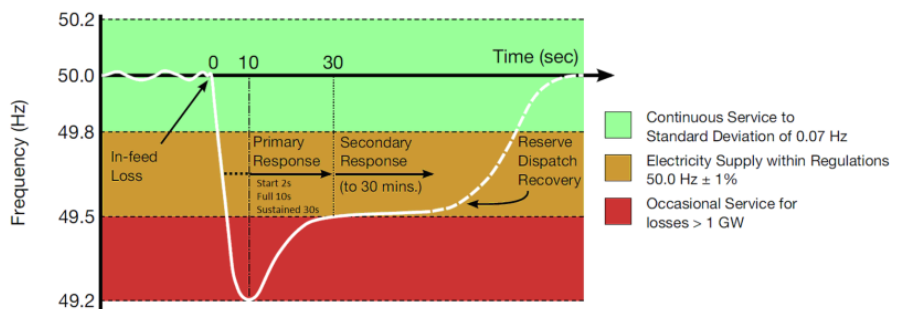 50.2
0 10 30 Time (sec)
50.0
Frequency (Hz)
49.8
In-feed
Loss
Primary
Response
Start 2s
Full 10s
Sustained 30s
Secondary
Response
(to 30 mins.)
Reserve
Dispatch
Recovery
49.5
49.2
Continuous Service to
Standard Deviation of 0.07 Hz
Electricity Supply within Regulations
50.0 Hz ± 1%
Occasional Service for
losses > 1 GW